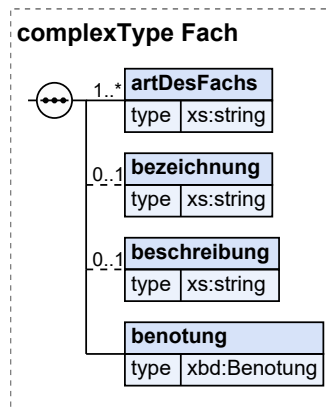 complexType Fach
1..* artDesFachs
type xs:string
0..1 bezeichnung
type xs:string
0..1 beschreibung
type xs:string
benotung
type xbd:Benotung